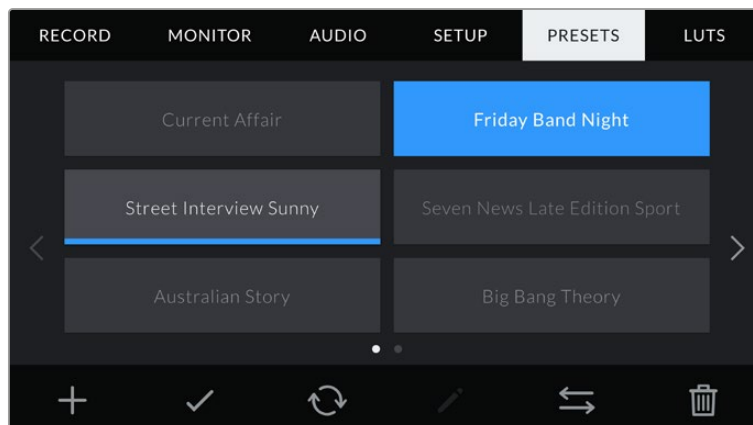 RECORD MONITOR AUDIO SETUP PRESETS LUTS
Current Affair Friday Band Night
Street Interview Sunny Seven News Late Edition Sport
Australian Story Big Bang Theory